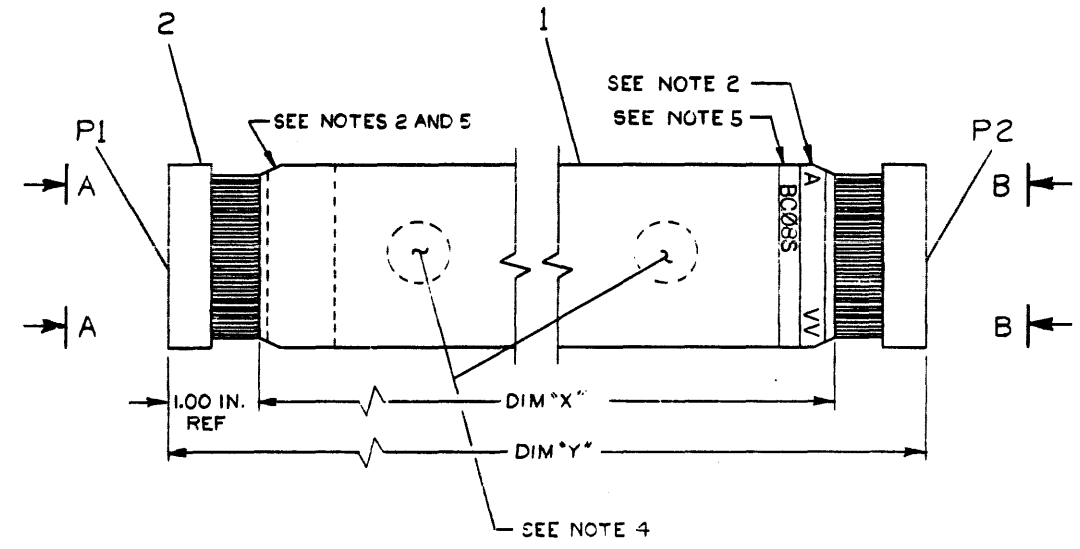 2
1
SEE NOTE 2
SEE NOTE 5
SEE NOTES 2 AND 5
P1
P2
A
B
A
VV
BC08S
A
B
1.00 IN.
REF
DIM "X"
DIM "Y"
SEE NOTE 4